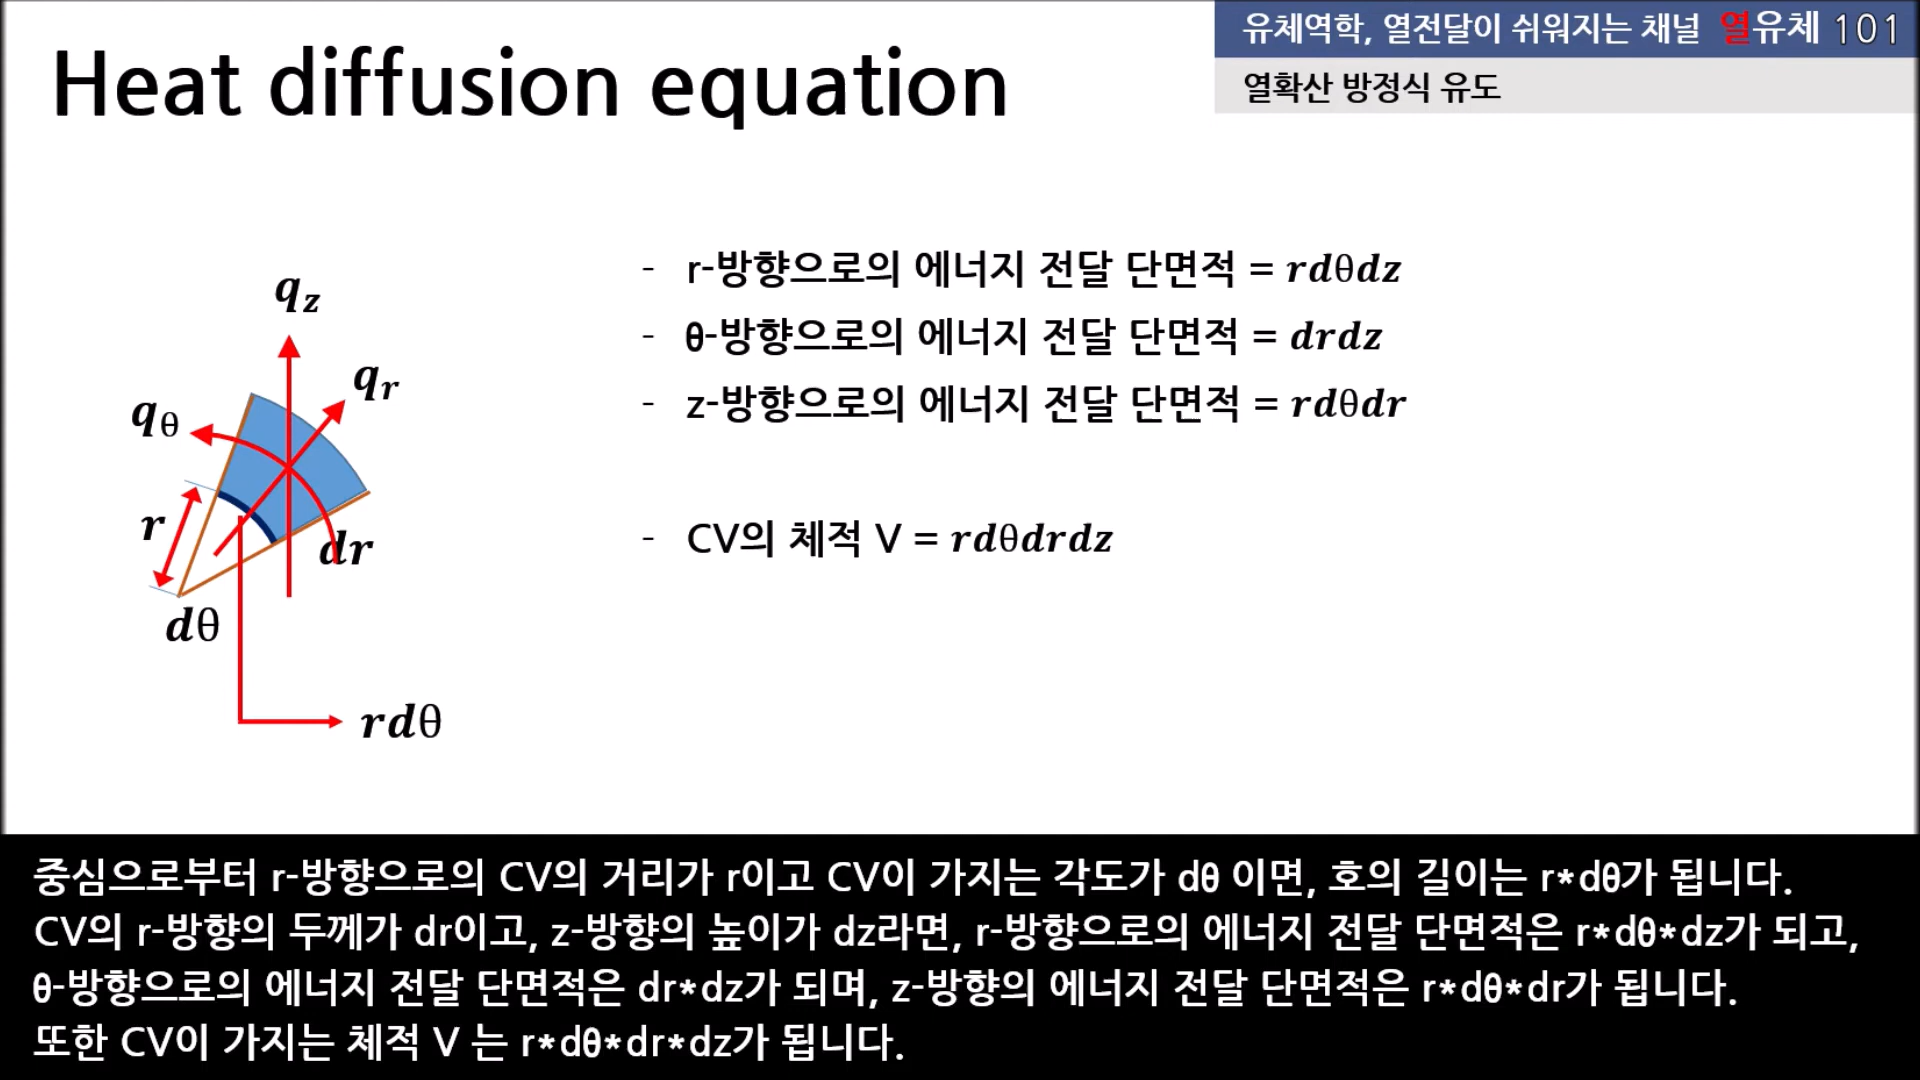 유체역학, 열전달이 쉬워지는 채널 열유체 101
Heat diffusion equation
열확산 방정식 유도
- r-방향으로의 에너지 전달 단면적 = rdθdz
- θ-방향으로의 에너지 전달 단면적 = drdz
- z-방향으로의 에너지 전달 단면적 = rdθdr
- CV의 체적 V = rdθdrdz
q_z
q_r
q_θ
r
dr
dθ
rdθ
중심으로부터 r-방향으로의 CV의 거리가 r이고 CV이 가지는 각도가 dθ 이면, 호의 길이는 r*dθ가 됩니다.
CV의 r-방향의 두께가 dr이고, z-방향의 높이가 dz라면, r-방향으로의 에너지 전달 단면적은 r*dθ*dz가 되고,
θ-방향으로의 에너지 전달 단면적은 dr*dz가 되며, z-방향의 에너지 전달 단면적은 r*dθ*dr가 됩니다.
또한 CV이 가지는 체적 V 는 r*dθ*dr*dz가 됩니다.